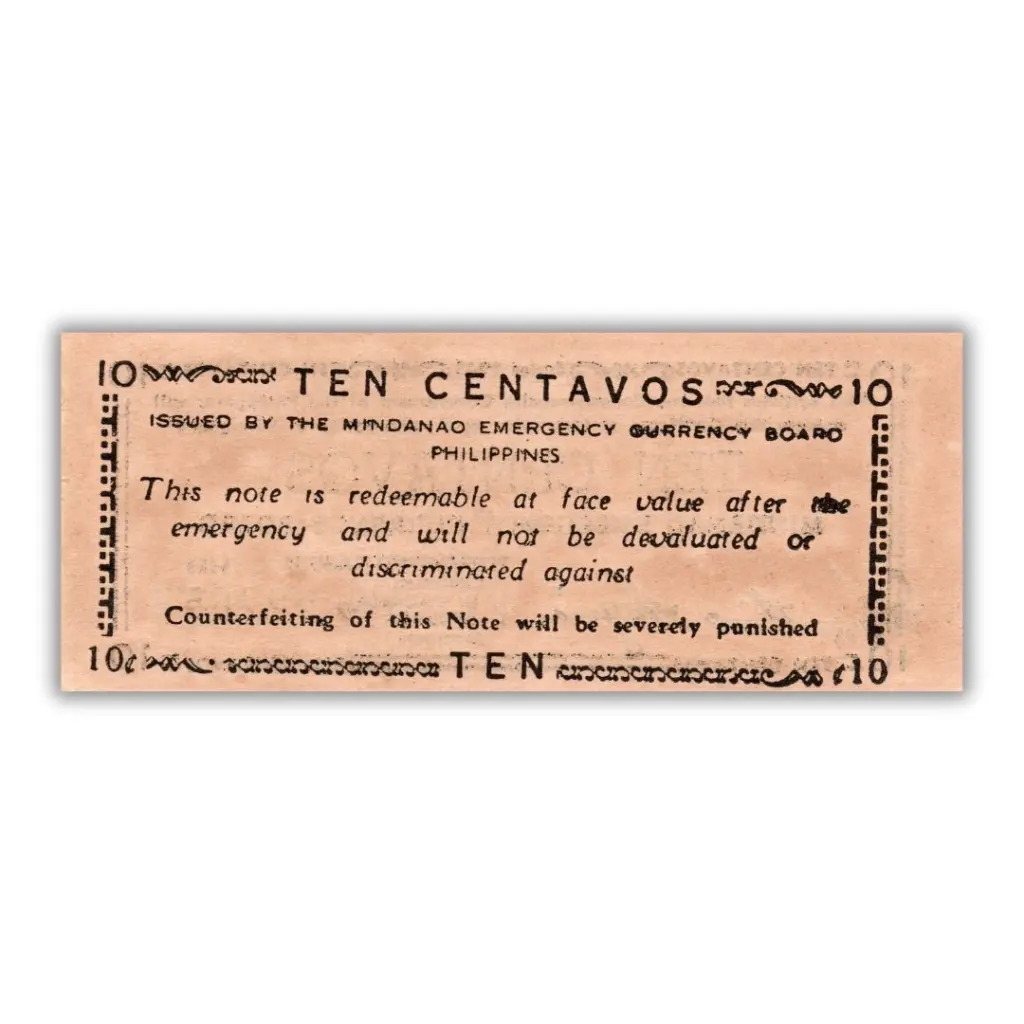 10 TEN CENTAVOS 10
ISSUED BY THE MINDANAO EMERGENCY CURRENCY BOARD
PHILIPPINES
This note is redeemable at face value after the
emergency and will not be devaluated or
discriminated against
Counterfeiting of this Note will be severely punished
10¢ TEN ¢10